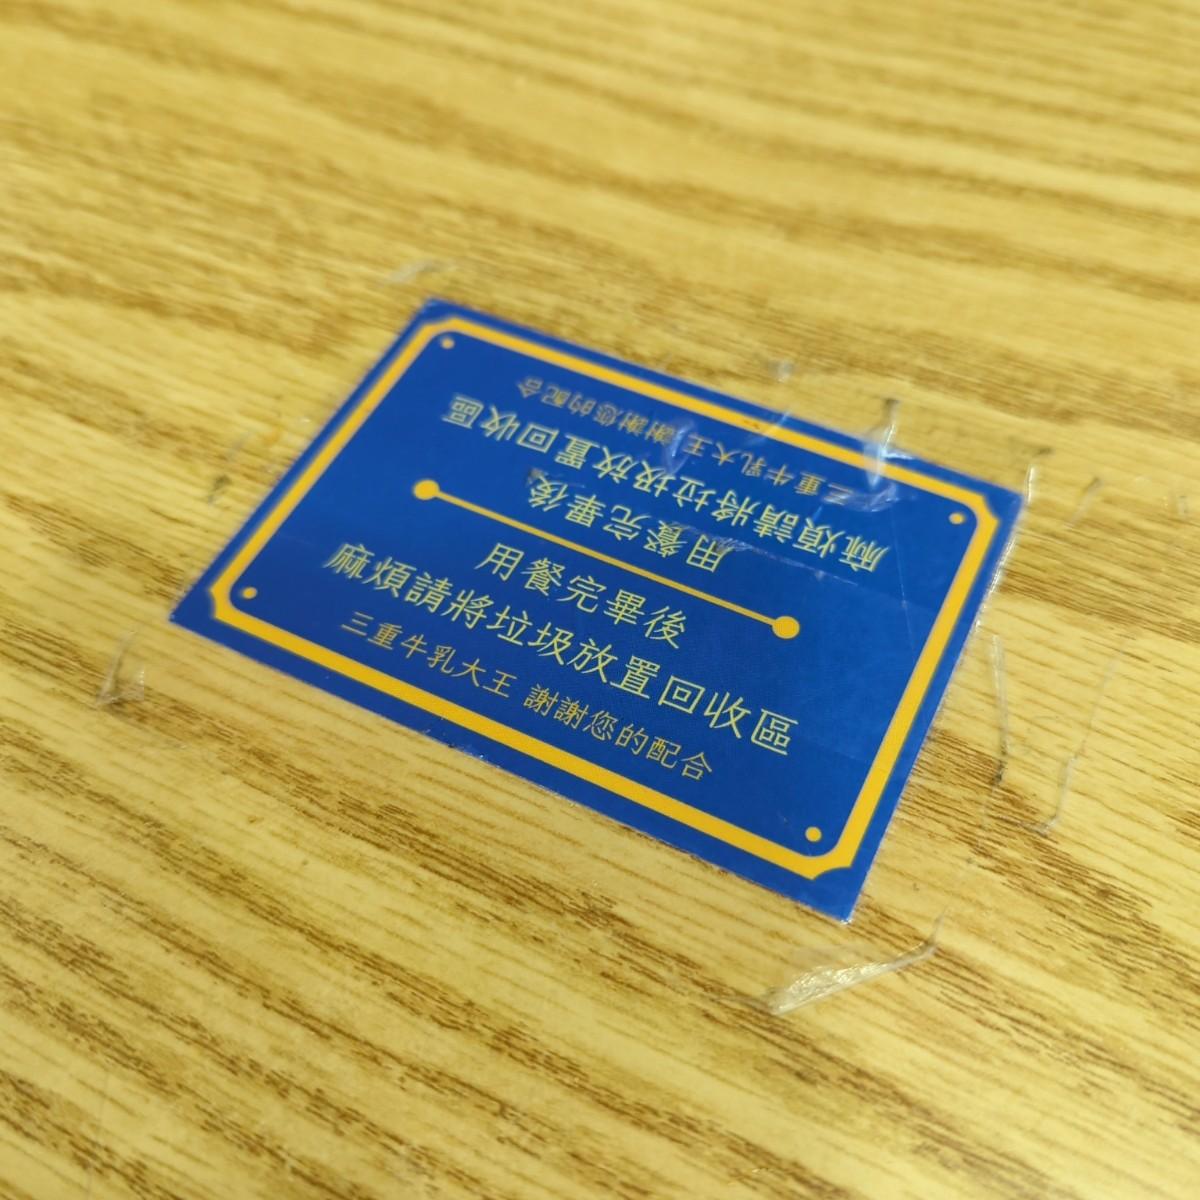 用餐完畢後
麻煩請將垃圾放置回收區
三重牛乳大王 謝謝您的配合
用餐完畢後
麻煩請將垃圾放置回收區
三重牛乳大王 謝謝您的配合